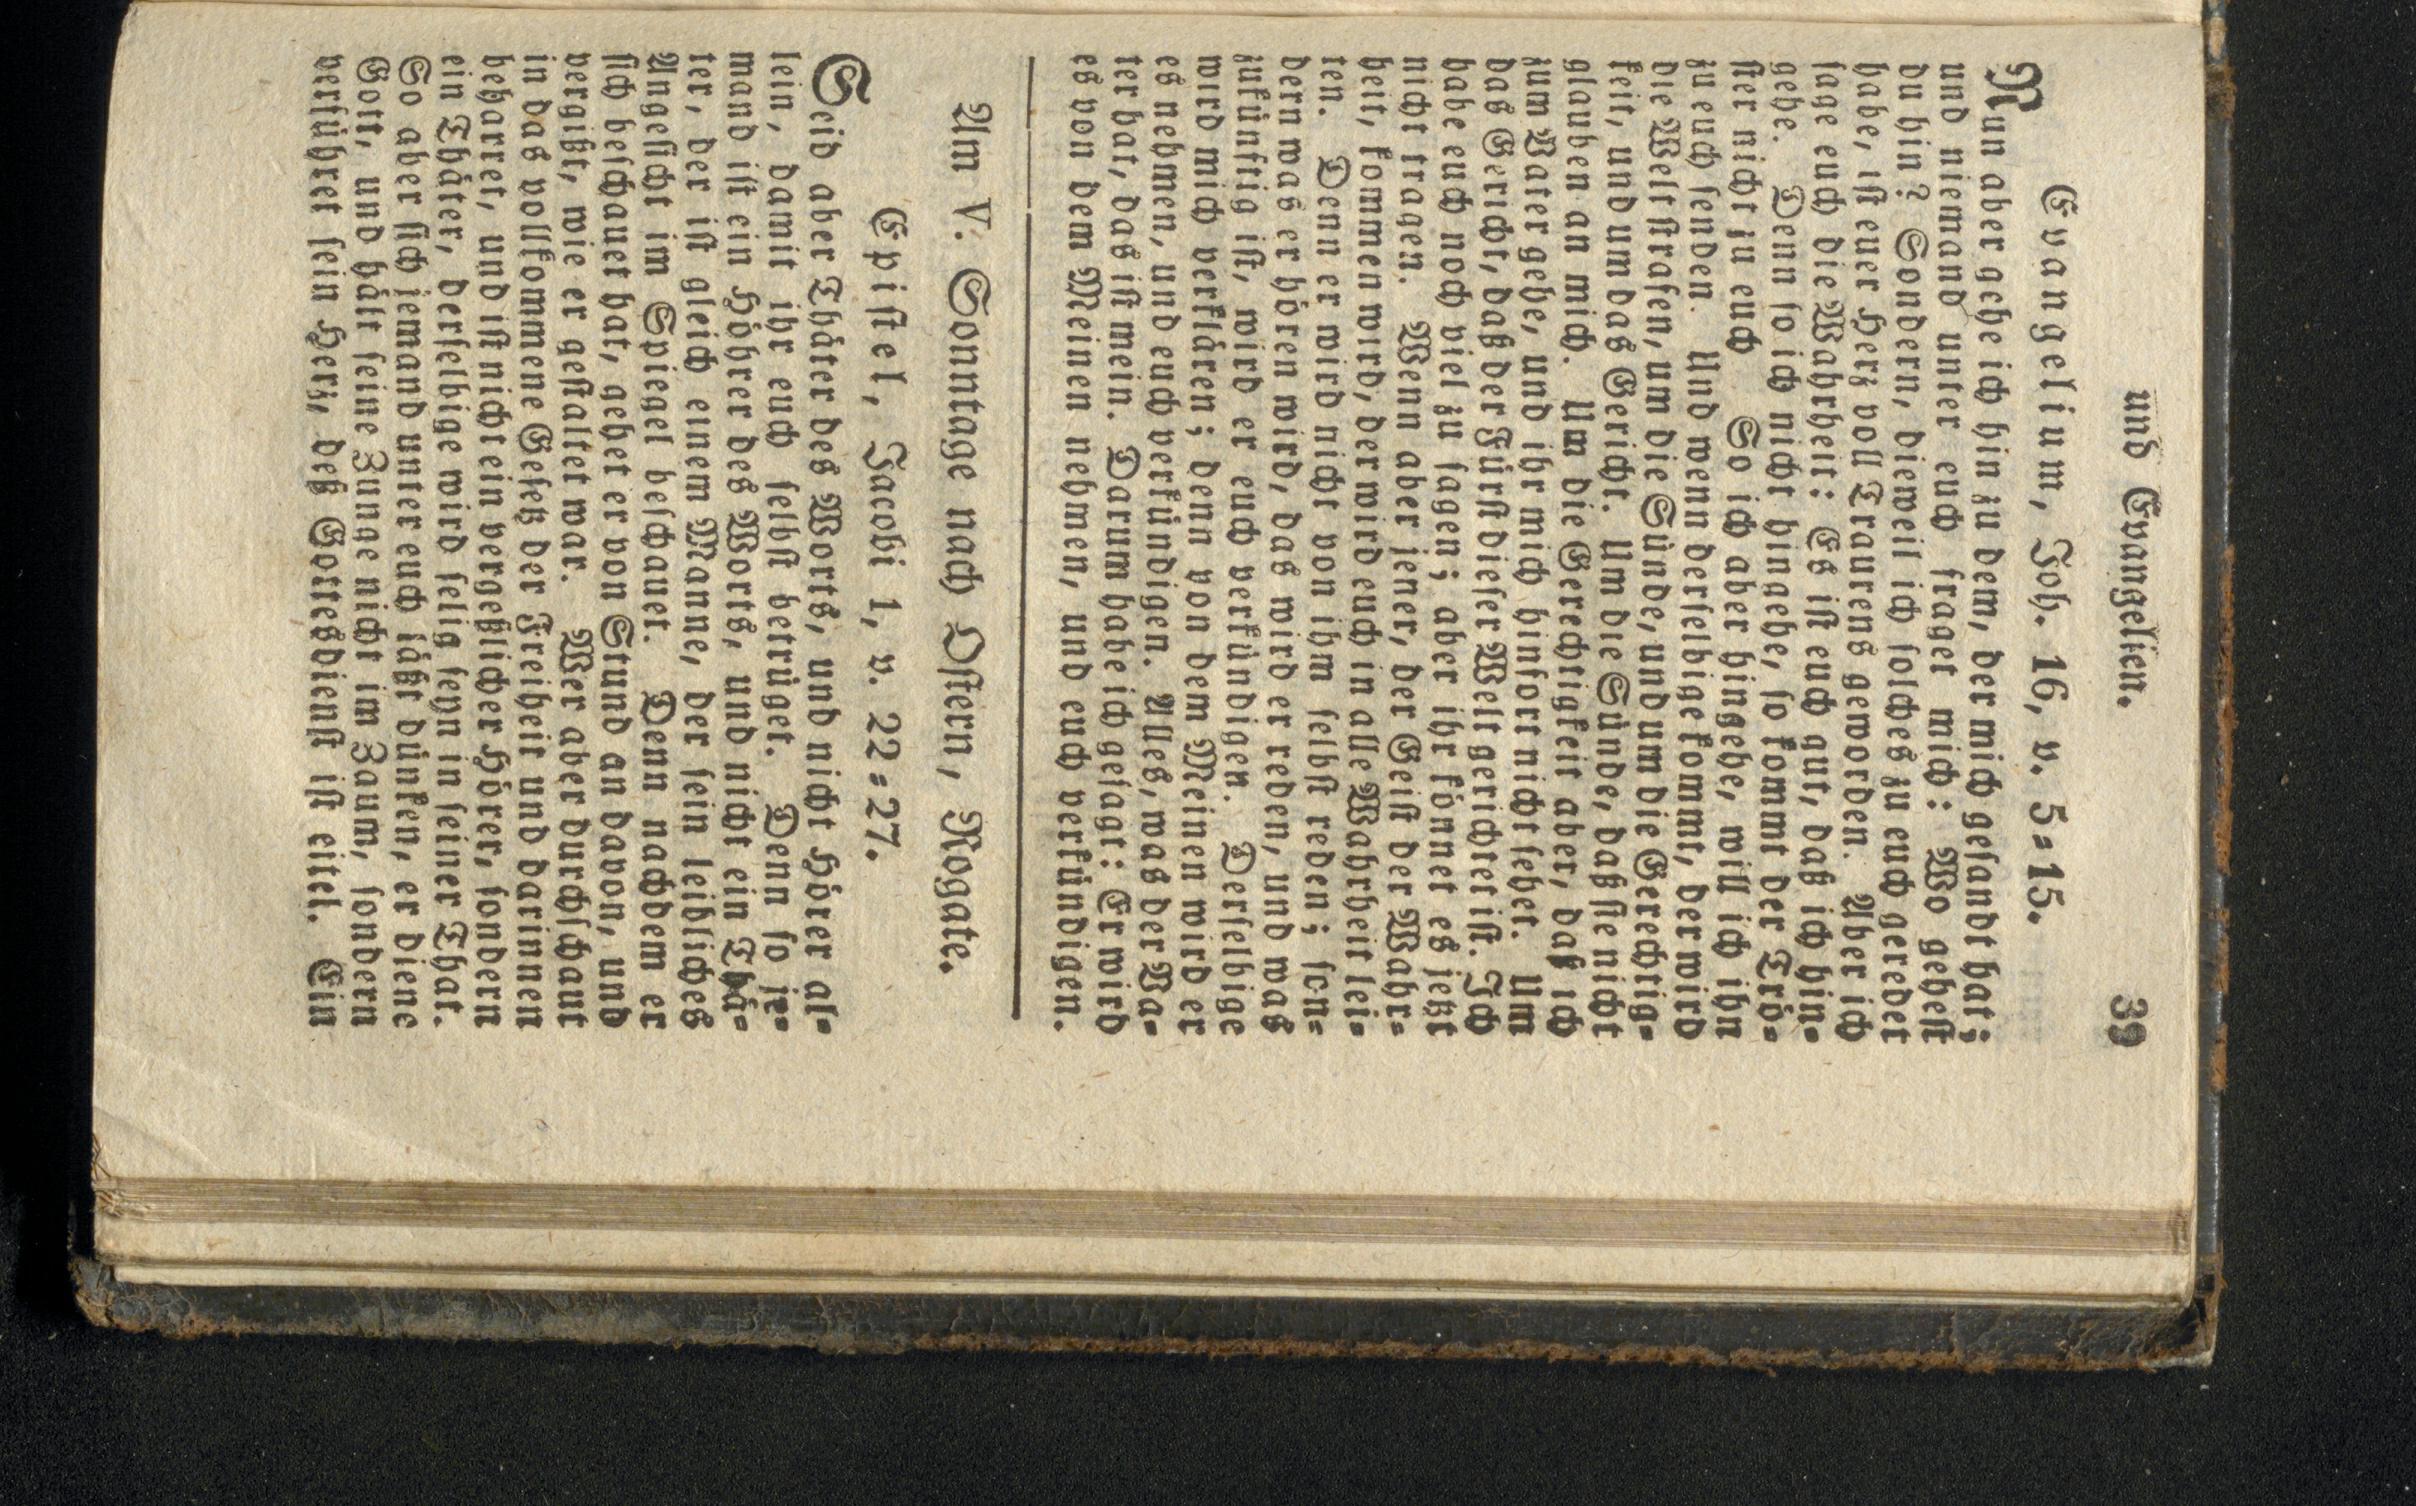 und Evangelien. 39
Evangelium, Joh. 16, v. 5=15.
Nun aber gehe ich hin zu dem, der mich gesandt hat;
und niemand unter euch fraget mich: Wo gehest
du hin? Sondern, dieweil ich solches zu euch geredet
habe, ist euer Hertz voll Traurens geworden. Aber ich
sage euch die Wahrheit: Es ist euch gut, daß ich hin=
gehe. Denn so ich nicht hingehe, so kommt der Trö=
ster nicht zu euch So ich aber hingehe, will ich ihn
zu euch senden. Und wenn derselbige kommt, der wird
die Welt strafen, um die Sünde, und um die Gerechtig=
keit, und um das Gericht. Um die Sünde, daß sie nicht
glauben an mich. Um die Gerechtigkeit aber, daß ich
zum Vater gehe, und ihr mich hinfort nicht sehet. Um
das Gericht, daß der Fürst dieser Welt gerichtet ist. Ich
habe euch noch viel zu sagen; aber ihr könnet es jetzt
nicht tragen. Wenn aber jener, der Geist der Wahr=
heit, kommen wird, der wird euch in alle Wahrheit lei=
ten. Denn er wird nicht von ihm selbst reden; son=
dern was er hören wird, das wird er reden, und was
zukünftig ist, wird er euch verkündigen. Derselbige
wird mich verklären; denn von dem Meinen wird er
es nehmen, und euch verkündigen. Alles, was der Va=
ter hat, das ist mein. Darum habe ich gesagt: Er wird
es von dem Meinen nehmen, und euch verkündigen.
Am V. Sonntage nach Ostern, Rogate.
Epistel, Jacobi 1, v. 22=27.
Seid aber Thäter des Worts, und nicht Hörer al=
lein, damit ihr euch selbst betrüget. Denn so je=
mand ist ein Hörer des Worts, und nicht ein Thä=
ter, der ist gleich einem Manne, der sein leibliches
Angesicht im Spiegel beschauet. Denn nachdem er
sich beschauet hat, gehet er von Stund an davon, und
vergißt, wie er gestaltet war. Wer aber durchschaut
in das vollkommene Gesetz der Freiheit und darinnen
beharret, und ist nicht ein vergeßlicher Hörer, sondern
ein Thäter, derselbige wird selig seyn in seiner That.
So aber sich jemand unter euch läßt dünken, er diene
Gott, und hält seine Zunge nicht im Zaum, sondern
verführet sein Herz, deß Gottesdienst ist eitel. Ein